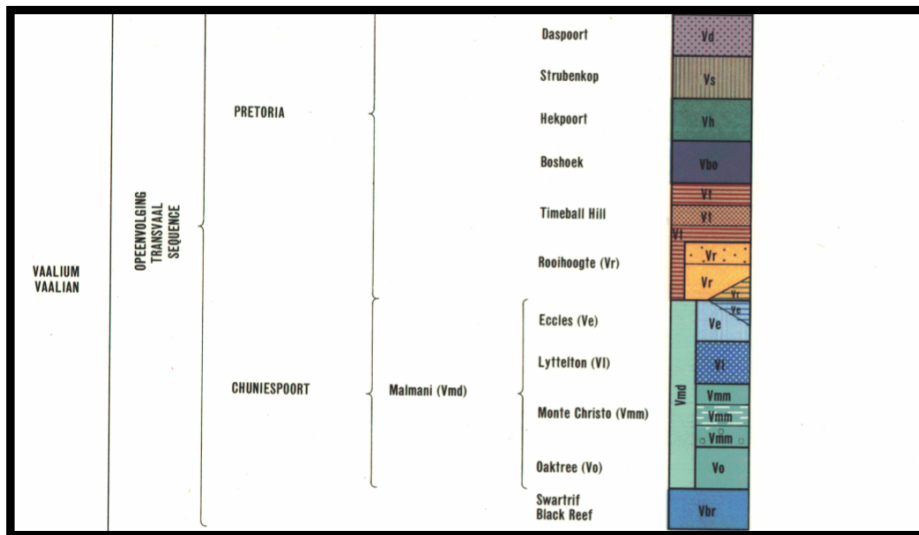 Daspoort
Vd
Strubenkop
Vs
PRETORIA
Hekpoort
Vh
Boshoek
Vbo
Vt
Timeball Hill
Vt
Vt
OPEENVOLGING
TRANSVAAL
SEQUENCE
Rooihoogte (Vr)
Vr
Vr
Vr
VAALIUM
VAALIAN
Eccles (Ve)
Ve
Ve
Lyttelton (Vl)
Vl
CHUNIESPOORT
Malmani (Vmd)
Vmd
Vmm
Monte Christo (Vmm)
Vmm
Vmm
Oaktree (Vo)
Vo
Swartrif
Black Reef
Vbr